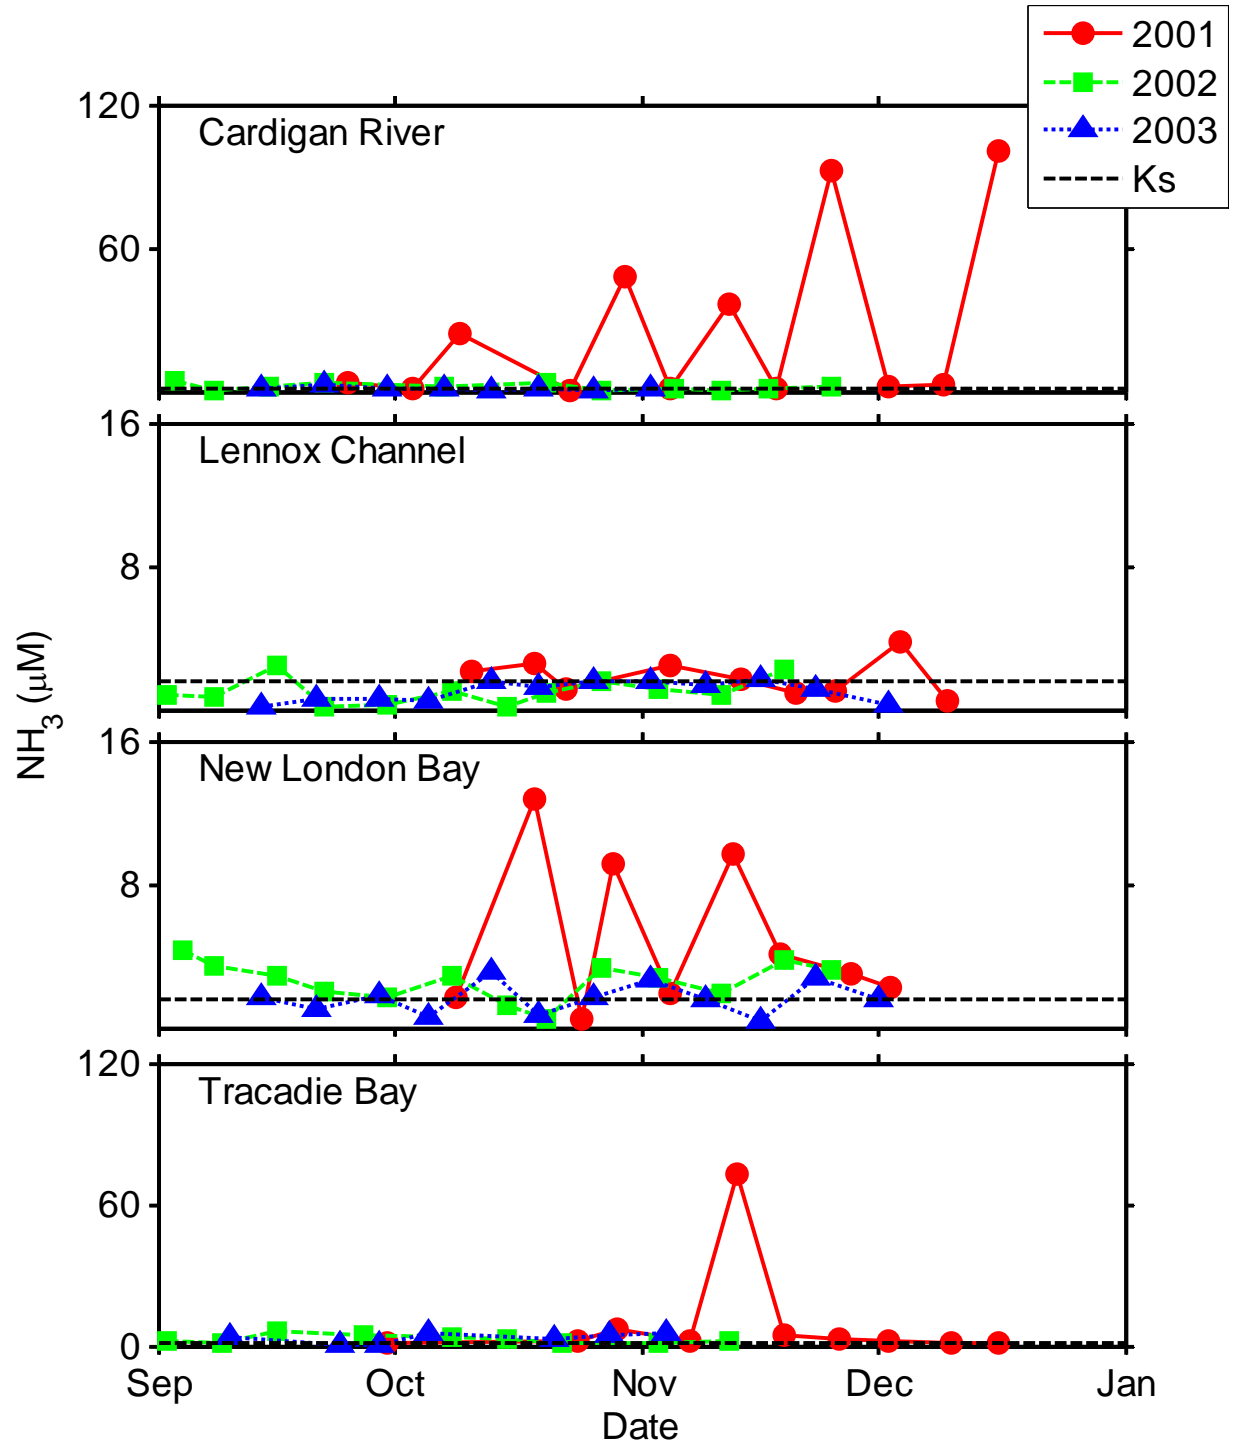 2001
2002
2003
Ks
120
Cardigan River
60
16
Lennox Channel
8
NH3 (μM)
16
New London Bay
8
120
Tracadie Bay
60
0
Sep Oct Nov Dec Jan
Date